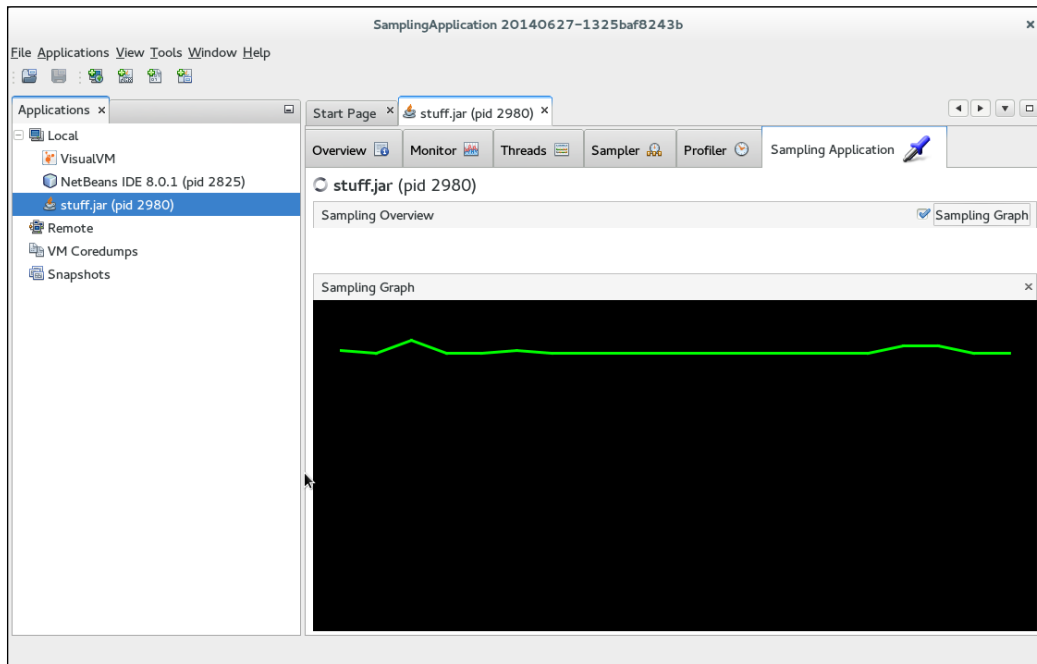 SamplingApplication 20140627-1325baf8243b
File Applications View Tools Window Help
Applications
Local
VisualVM
NetBeans IDE 8.0.1 (pid 2825)
stuff.jar (pid 2980)
Remote
VM Coredumps
Snapshots
Start Page stuff.jar (pid 2980)
Overview Monitor Threads Sampler Profiler Sampling Application
stuff.jar (pid 2980)
Sampling Overview Sampling Graph
Sampling Graph